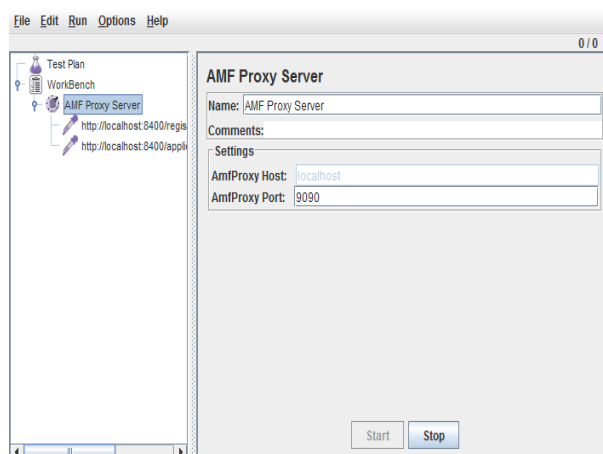 File Edit Run Options Help
0 / 0
Test Plan
WorkBench
AMF Proxy Server
http://localhost:8400/regis
http://localhost:8400/appli
AMF Proxy Server
Name: AMF Proxy Server
Comments:
Settings
AmfProxy Host: localhost
AmfProxy Port: 9090
Start Stop